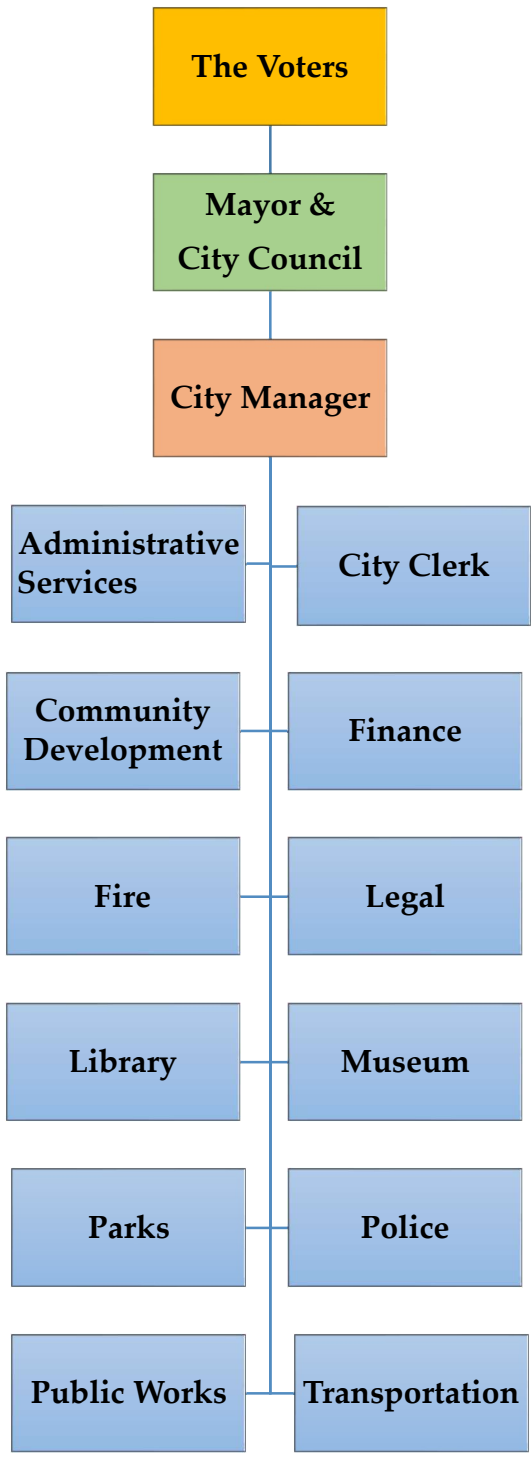 The Voters
Mayor &
City Council
City Manager
Administrative
Services
City Clerk
Community
Development
Finance
Fire
Legal
Library
Museum
Parks
Police
Public Works
Transportation